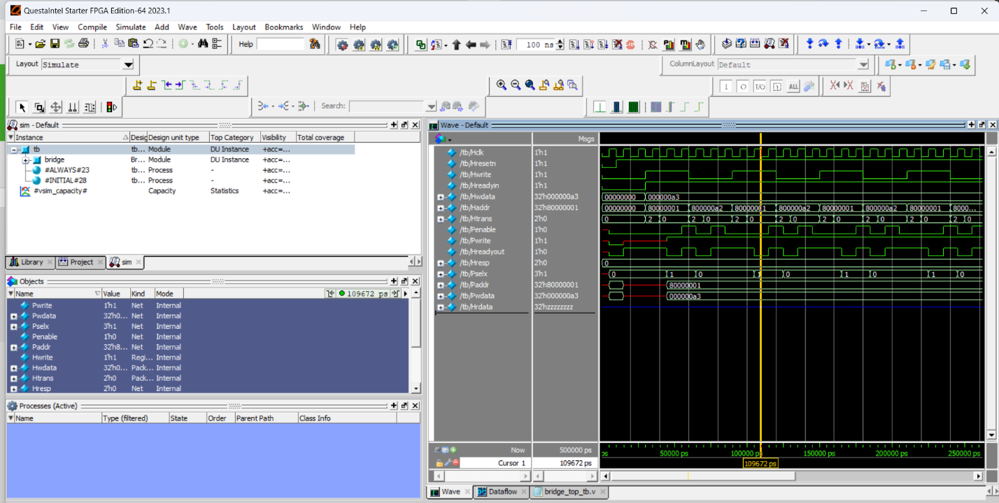 QuestaIntel Starter FPGA Edition-64 2023.1
File Edit View Compile Simulate Add Wave Tools Layout Bookmarks Window Help
Help 100 ns
Layout Simulate ColumnLayout Default
Search:
sim - Default
Instance Desig Design unit type Top Category Visibility Total coverage
tb tb... Module DU Instance +acc=...
bridge Br... Module DU Instance +acc=...
#ALWAYS#23 tb... Process - +acc=...
#INITIAL#28 tb... Process - +acc=...
#vsim_capacity# Capacity Statistics +acc=...
Library Project sim
Objects
Name Value Kind Mode 109672 ps
Pwrite 1'h1 Net Internal
Pwdata 32'h0... Net Internal
Pselx 3'h1 Net Internal
Penable 1'h0 Net Internal
Paddr 32'h8... Net Internal
Hwrite 1'h1 Regi... Internal
Hwdata 32'h0... Pack... Internal
Htrans 2'h0 Pack... Internal
Hresp 2'h0 Net Internal
Processes (Active)
Name Type (filtered) State Order Parent Path Class Info
Wave - Default
Msgs
/tb/Hclk 1'h1
/tb/Hresetn 1'h1
/tb/Hwrite 1'h1
/tb/Hreadyin 1'h1
/tb/Hwdata 32'h000000a3 00000000 000000a3
/tb/Haddr 32'h80000001 00000000 80000001 800000a2 80000001 800000a2 80000001 800000a2 80000001 8000...
/tb/Htrans 2'h0 0 2 0 2 0 2 0 2 0 2 0 2 0 2 0 2 0
/tb/Penable 1'h0
/tb/Pwrite 1'h1
/tb/Hreadyout 1'h0
/tb/Hresp 2'h0 0
/tb/Pselx 3'h1 0 1 0 1 0 1 0 1 0
/tb/Paddr 32'h80000001 80000001
/tb/Pwdata 32'h000000a3 000000a3
/tb/Hrdata 32'hzzzzzzzz
Now 500000 ps ps 50000 ps 100000 ps 150000 ps 200000 ps 250000 ps
Cursor 1 109672 ps 109672 ps
Wave Dataflow bridge_top_tb.v